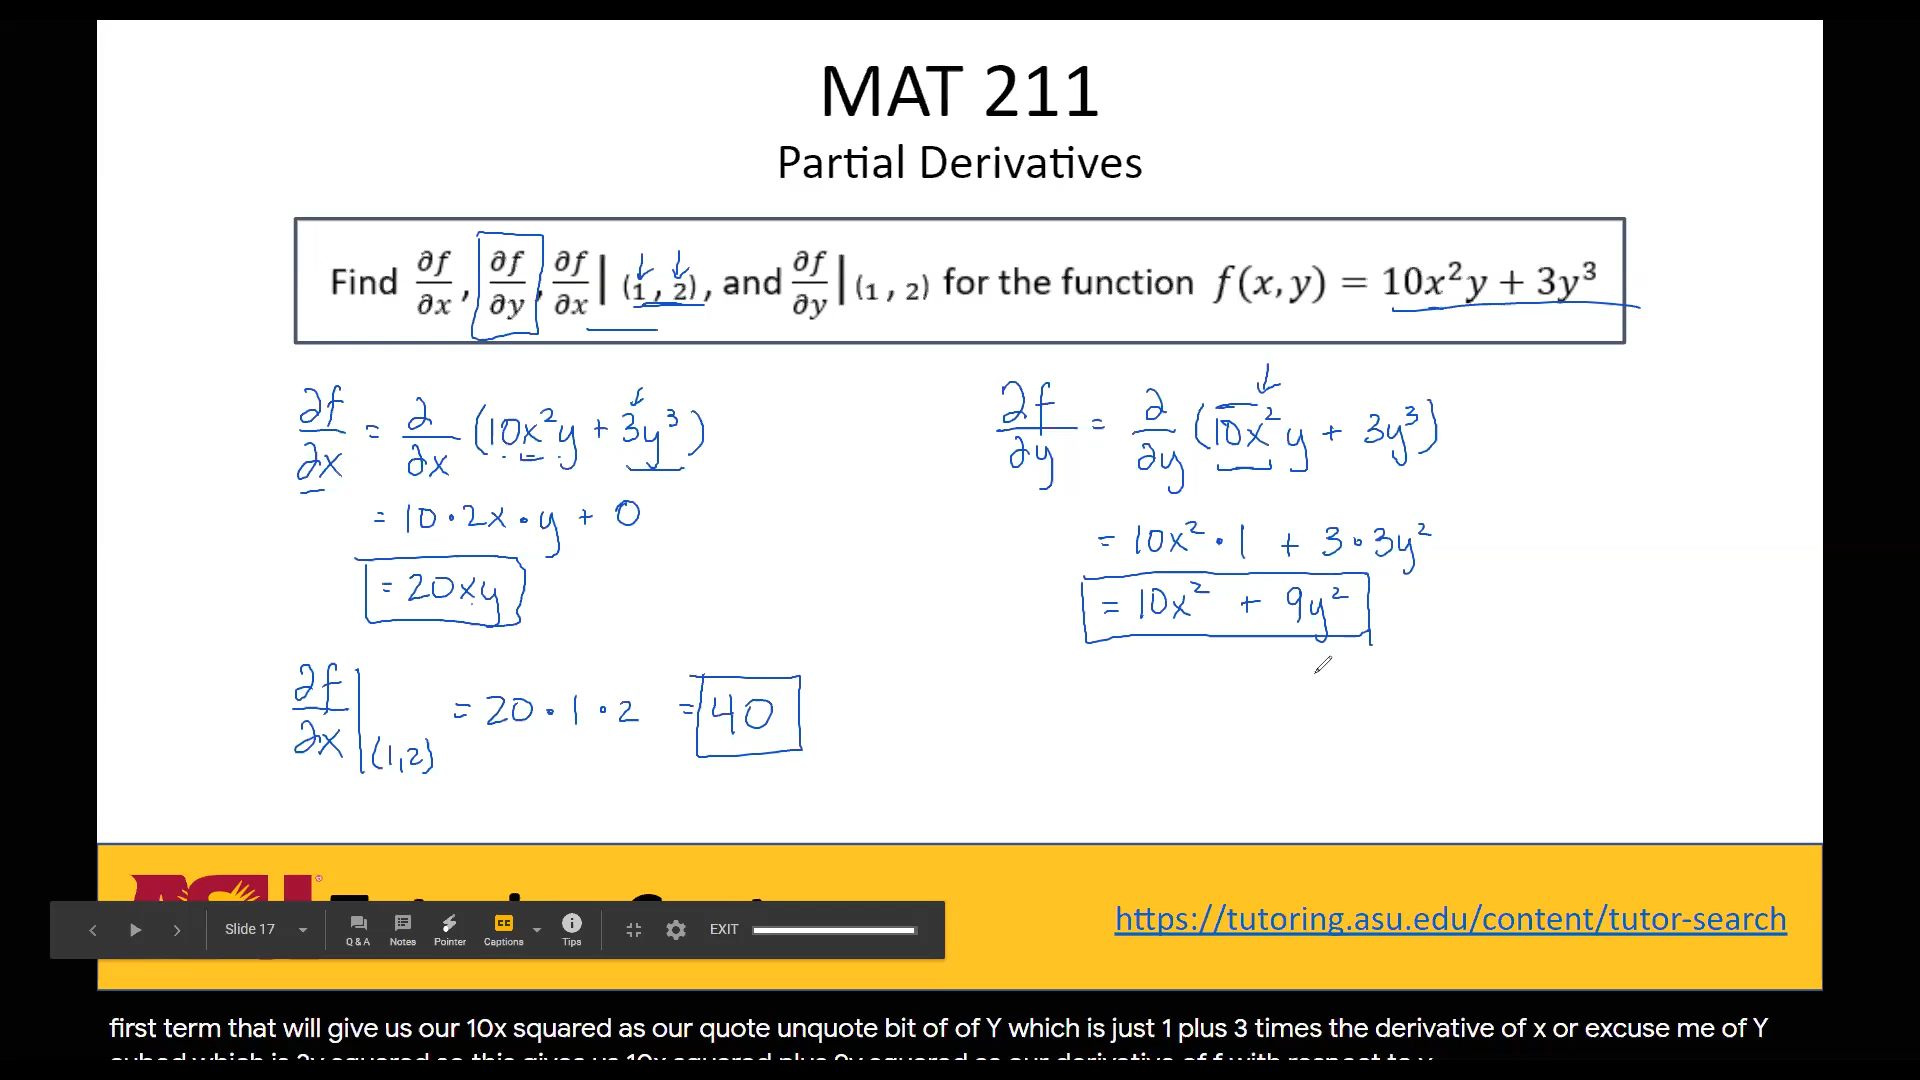 MAT 211
Partial Derivatives
Find ∂f/∂x, ∂f/∂y, ∂f/∂x | (1, 2), and ∂f/∂y | (1, 2) for the function f(x, y) = 10x²y + 3y³
∂f/∂x = ∂/∂x (10x²y + 3y³)
= 10·2x·y + 0
= 20xy
∂f/∂x |(1,2) = 20·1·2 = 40
∂f/∂y = ∂/∂y (10x²y + 3y³)
= 10x²·1 + 3·3y²
= 10x² + 9y²
https://tutoring.asu.edu/content/tutor-search
Slide 17
Q & A
Notes
Pointer
CC
Captions
Tips
EXIT
first term that will give us our 10x squared as our quote unquote bit of of Y which is just 1 plus 3 times the derivative of x or excuse me of Y